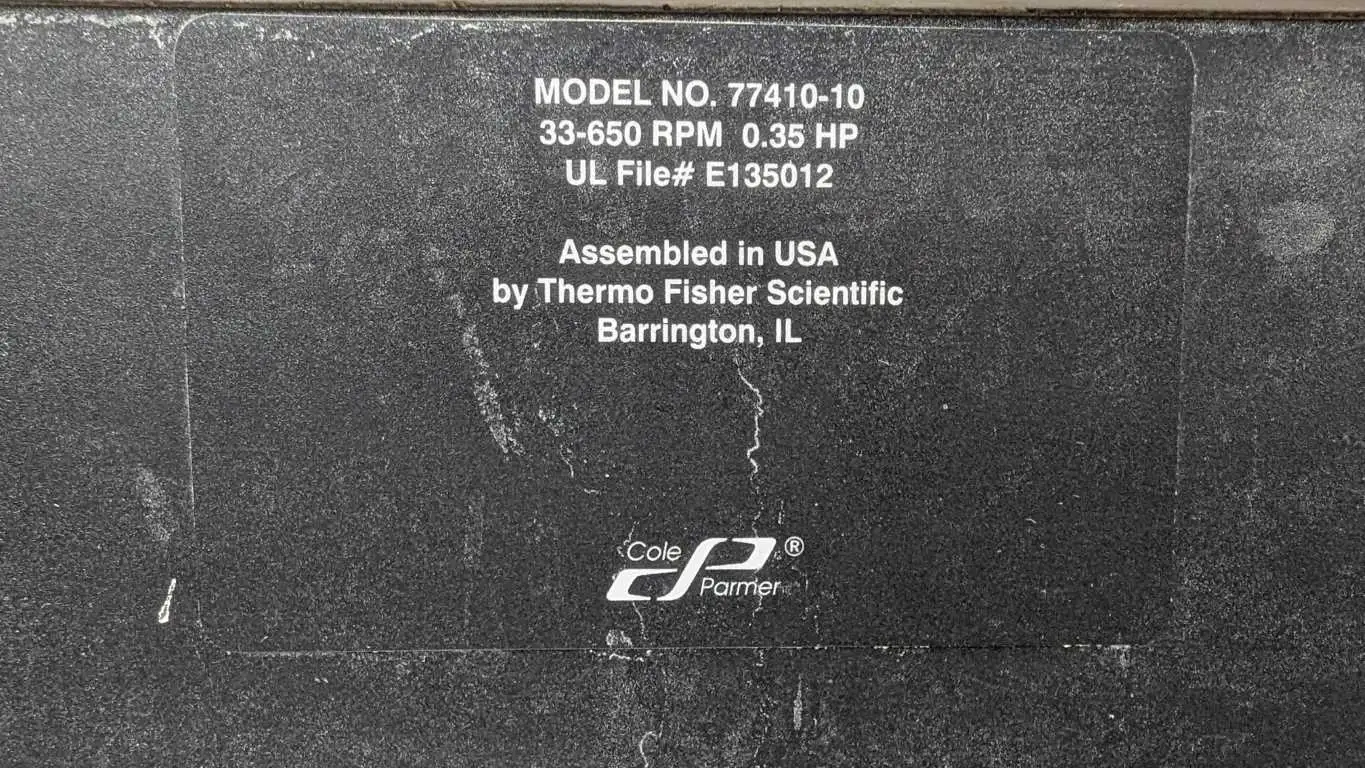 MODEL NO. 77410-10
33-650 RPM 0.35 HP
UL File# E135012
Assembled in USA
by Thermo Fisher Scientific
Barrington, IL
Cole
Parmer
®